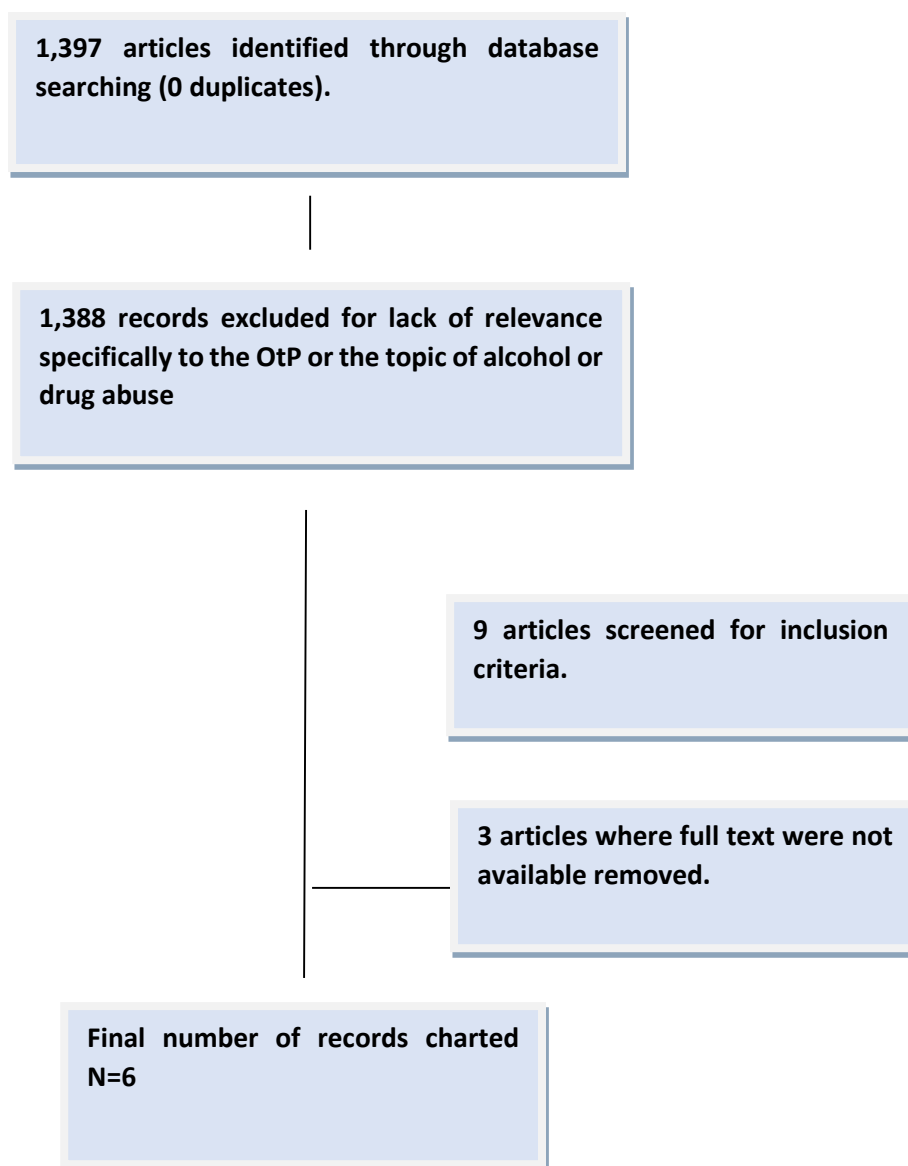 1,397 articles identified through database
searching (0 duplicates).
1,388 records excluded for lack of relevance
specifically to the OtP or the topic of alcohol or
drug abuse
9 articles screened for inclusion
criteria.
3 articles where full text were not
available removed.
Final number of records charted
N=6